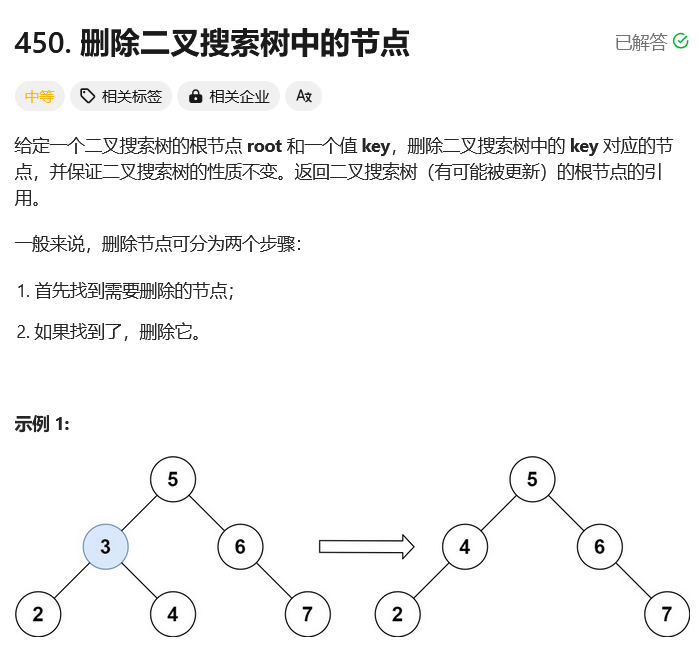 450. 删除二叉搜索树中的节点
已解答
中等
相关标签
相关企业
给定一个二叉搜索树的根节点 root 和一个值 key，删除二叉搜索树中的 key 对应的节
点，并保证二叉搜索树的性质不变。返回二叉搜索树（有可能被更新）的根节点的引
用。
一般来说，删除节点可分为两个步骤：
1. 首先找到需要删除的节点；
2. 如果找到了，删除它。
示例 1:
5
5
3
6
4
6
2
4
7
2
7